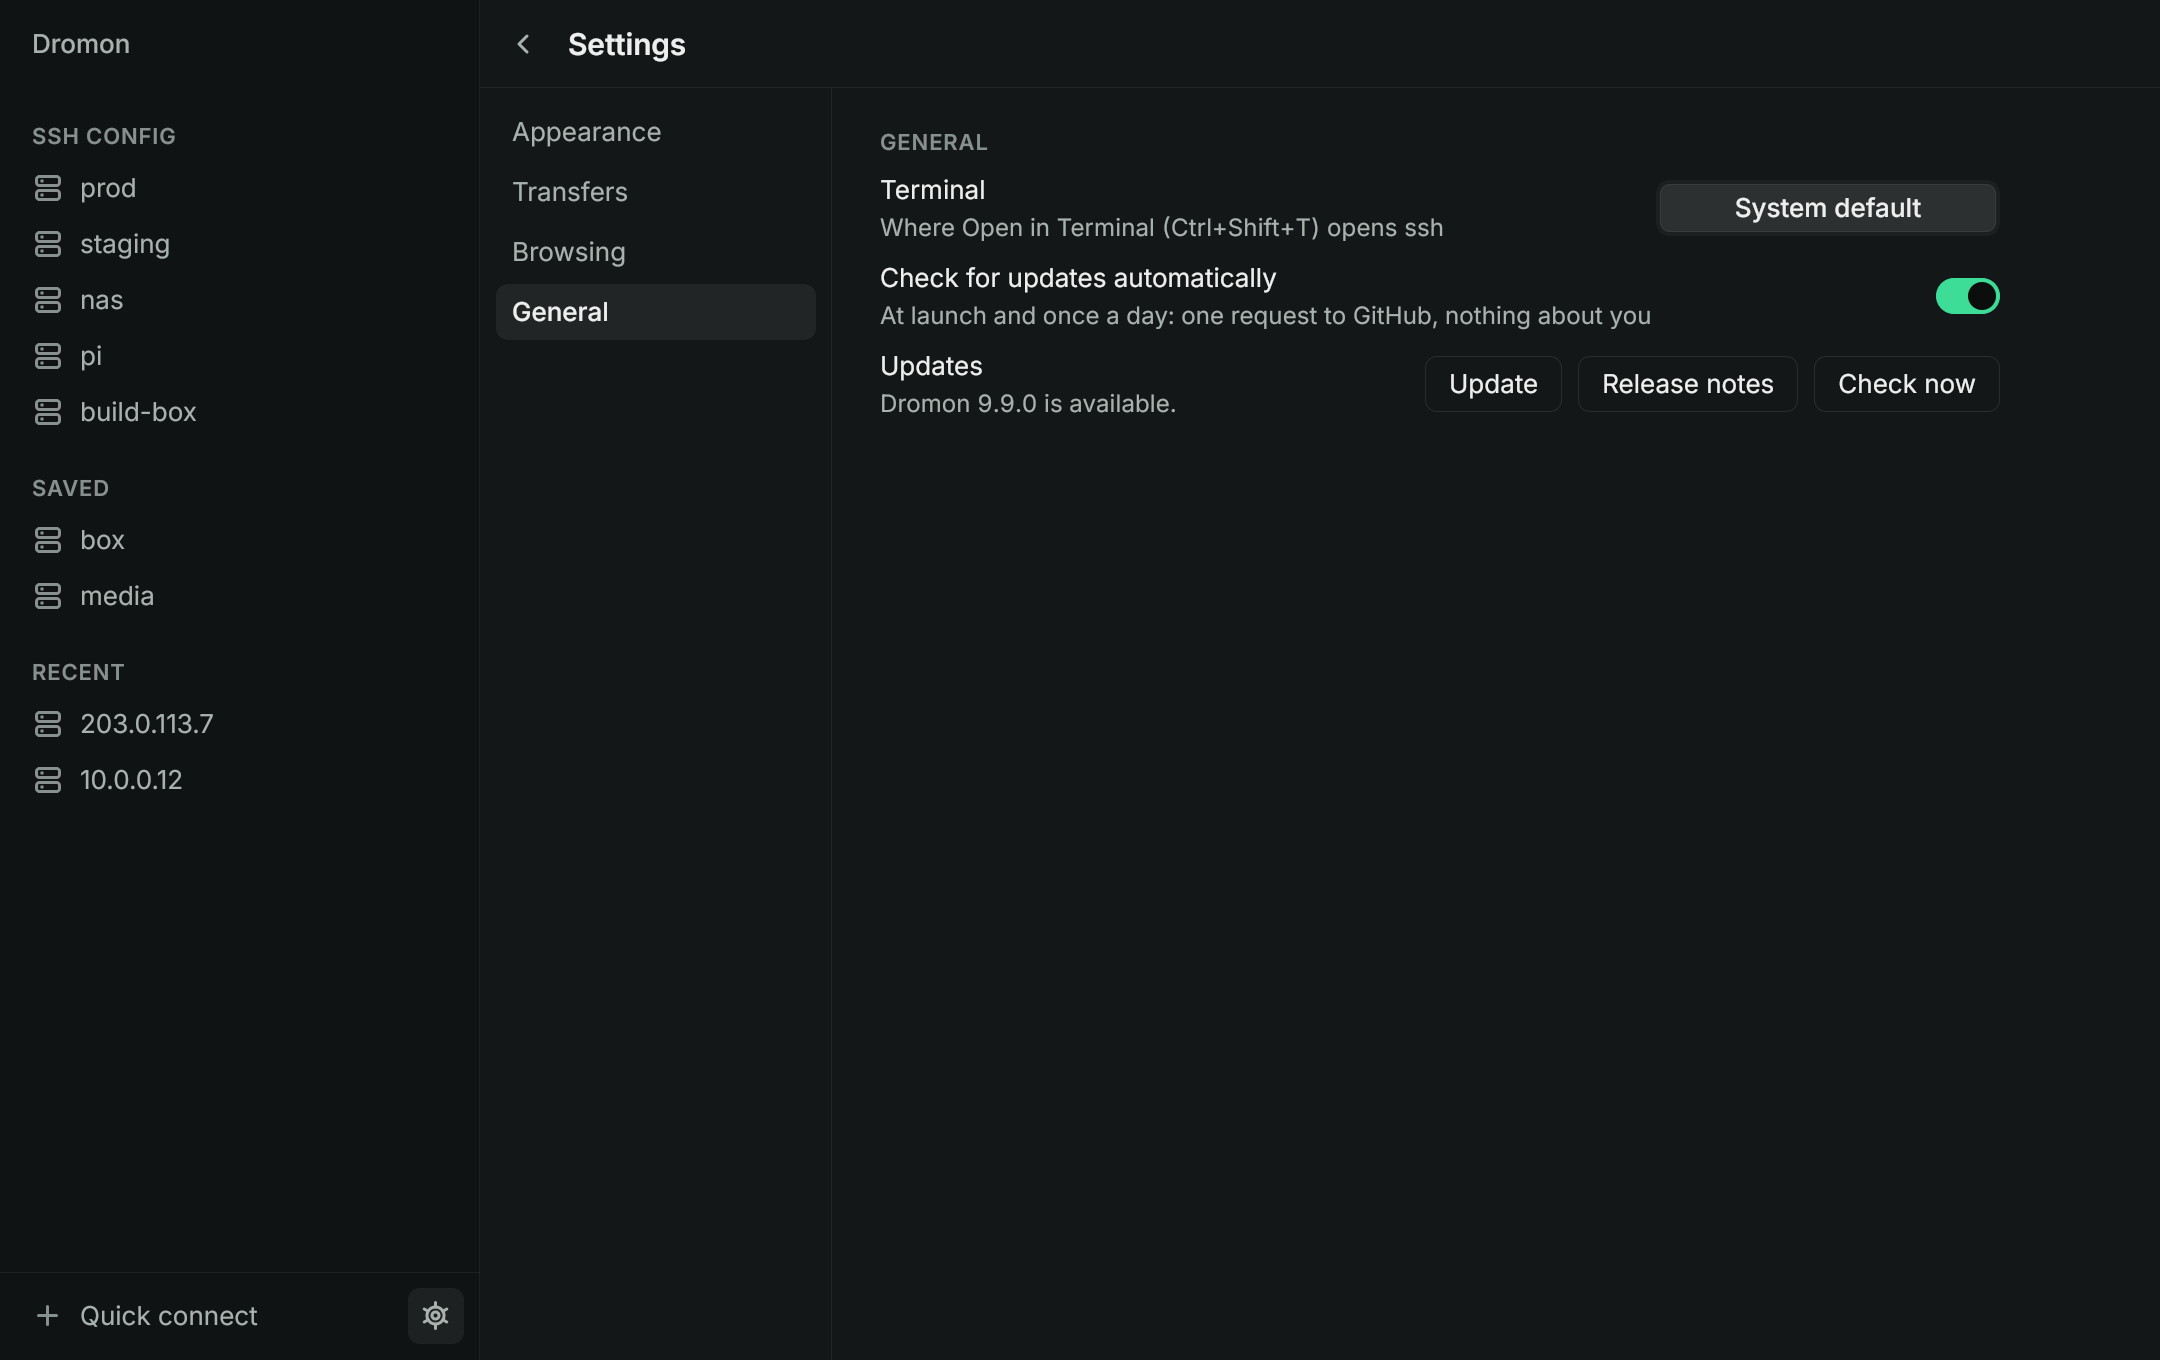 Dromon
SSH CONFIG
prod
staging
nas
pi
build-box
SAVED
box
media
RECENT
203.0.113.7
10.0.0.12
Quick connect
Settings
Appearance
Transfers
Browsing
General
GENERAL
Terminal
Where Open in Terminal (Ctrl+Shift+T) opens ssh
System default
Check for updates automatically
At launch and once a day: one request to GitHub, nothing about you
Updates
Dromon 9.9.0 is available.
Update
Release notes
Check now